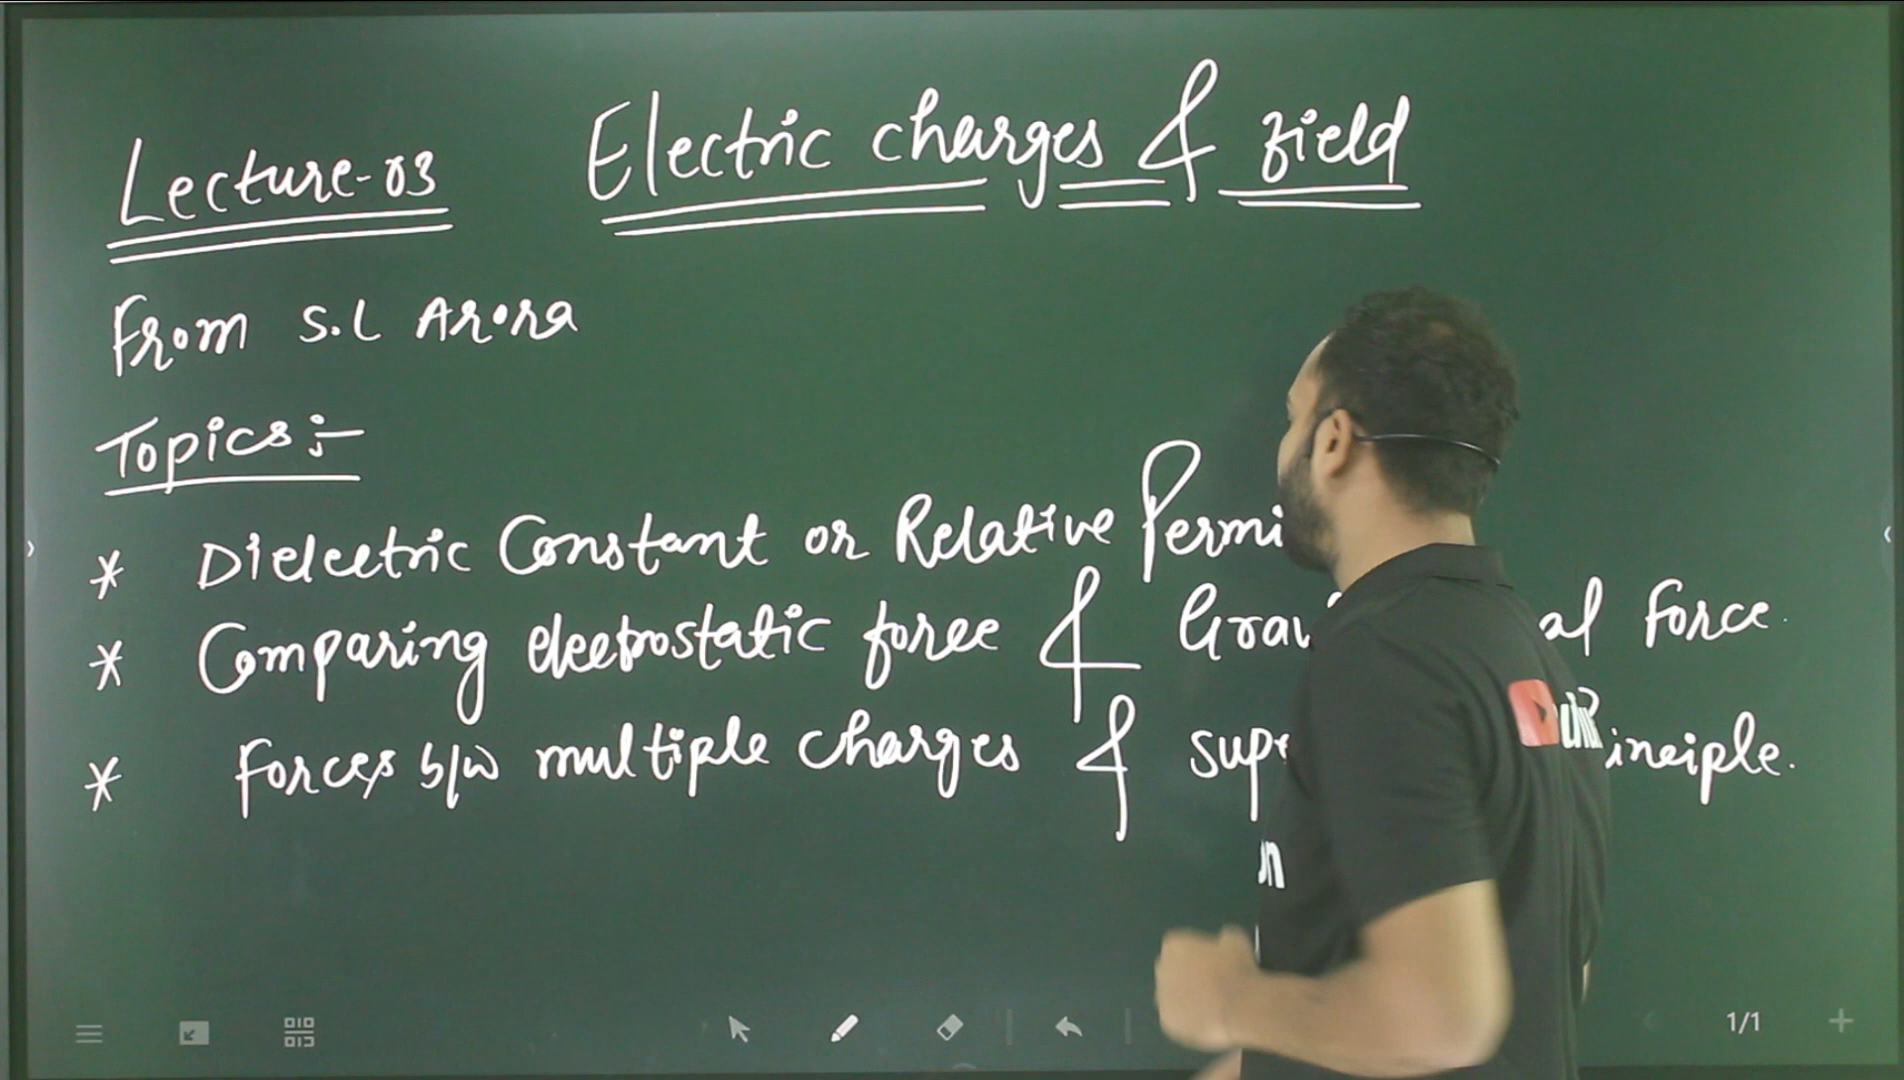 Lecture-03 Electric charges & field
From S.L Arora
Topics:-
* Dielectric Constant or Relative Permi
* Comparing electrostatic force & Grav al Force.
* Forces b/w multiple charges & supe inciple.
1/1